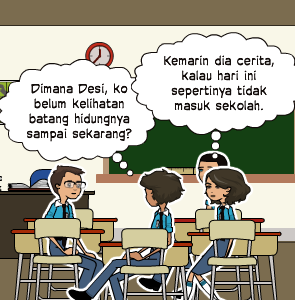 Dimana Desi, ko
belum kelihatan
batang hidungnya
sampai sekarang?
Kemarin dia cerita,
kalau hari ini
sepertinya tidak
masuk sekolah.